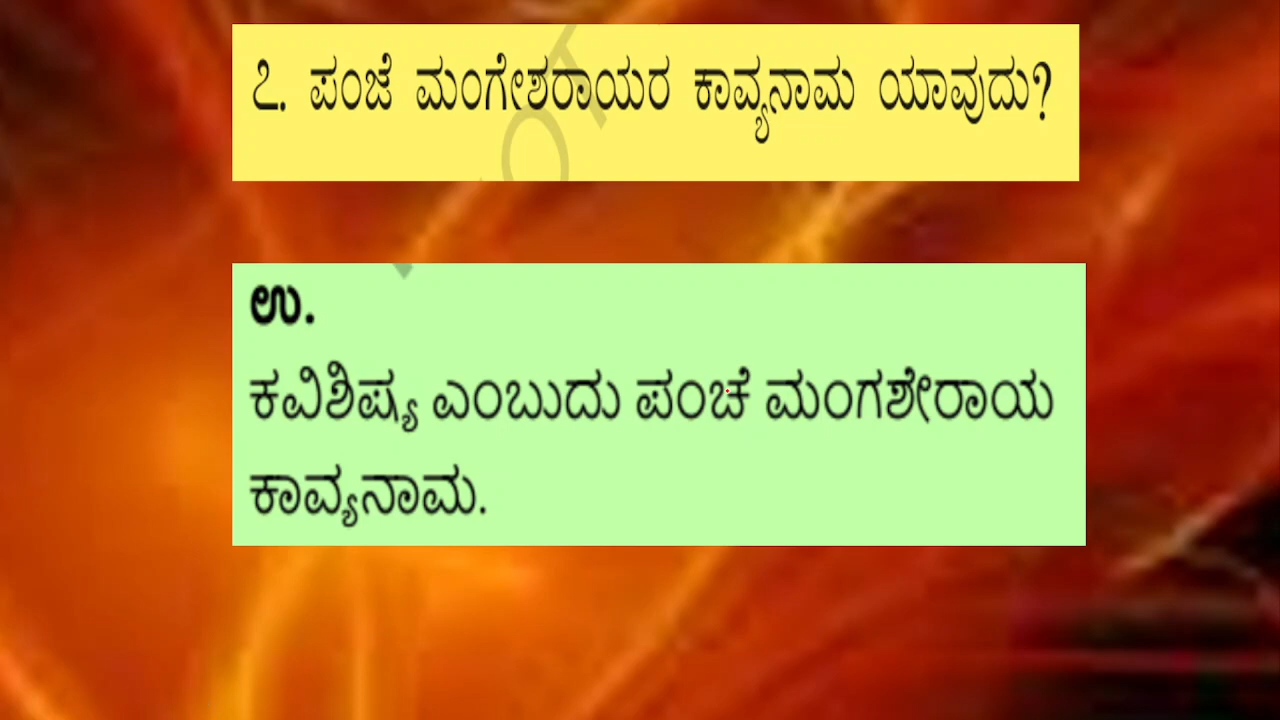 ೭. ಪಂಜೆ ಮಂಗೇಶರಾಯರ ಕಾವ್ಯನಾಮ ಯಾವುದು?
ಉ.
ಕವಿಶಿಷ್ಯ ಎಂಬುದು ಪಂಚೆ ಮಂಗಶೇರಾಯ
ಕಾವ್ಯನಾಮ.